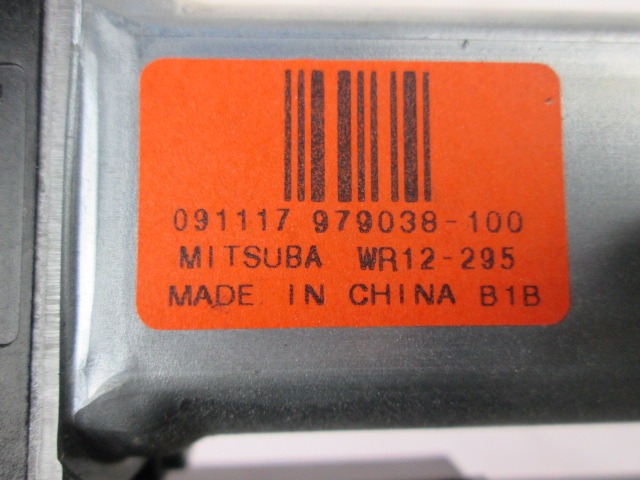 091117 979038-100
MITSUBA WR12-295
MADE IN CHINA B1B